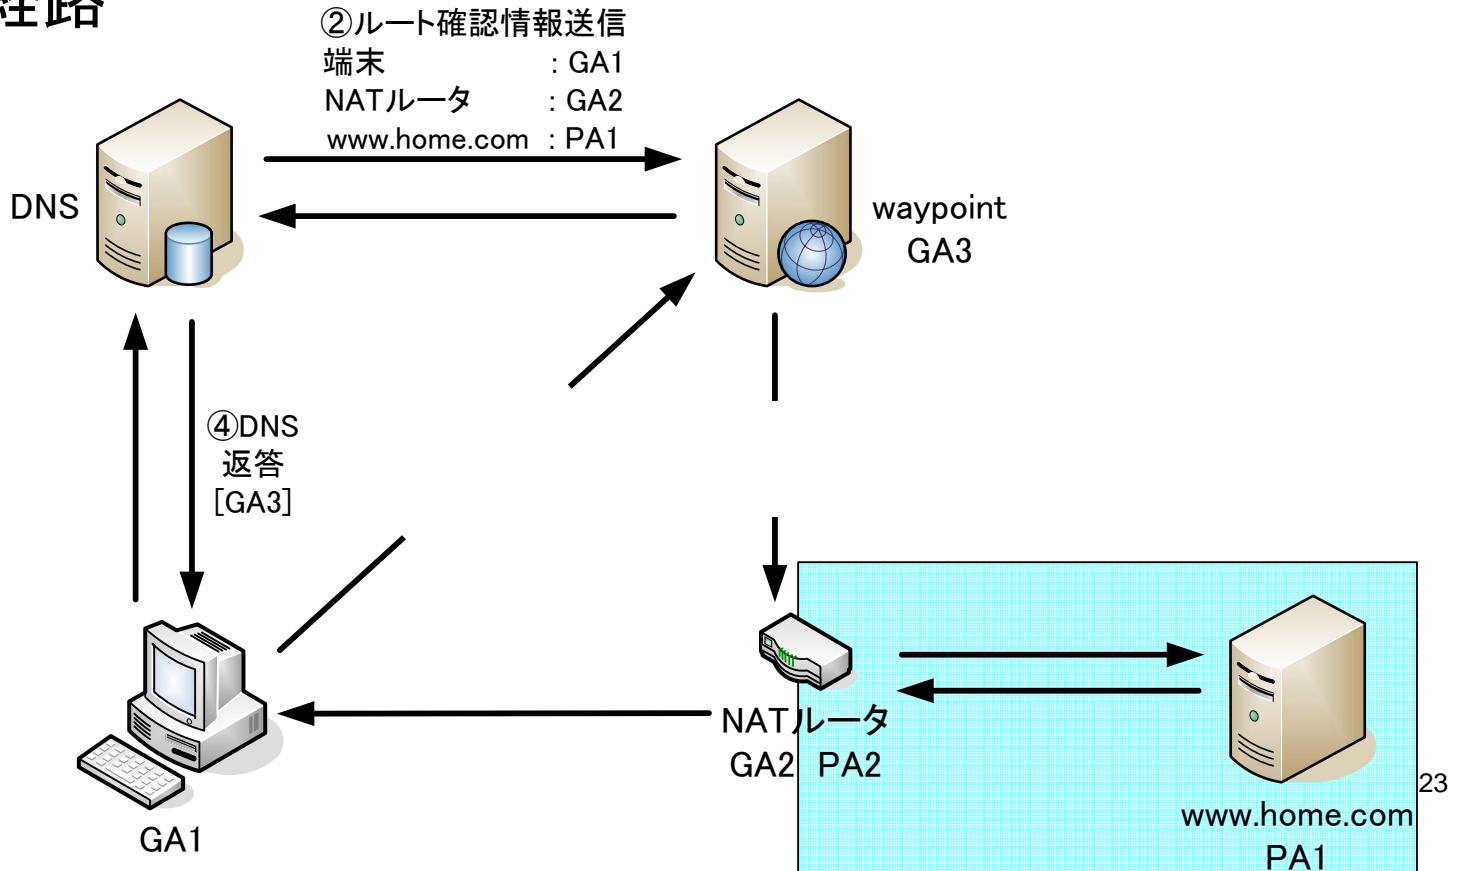 経路
②ルート確認情報送信
端末 : GA1
NATルータ : GA2
www.home.com : PA1
DNS
waypoint
GA3
④DNS
返答
[GA3]
NATルータ
GA2 PA2
GA1
www.home.com
PA1
23